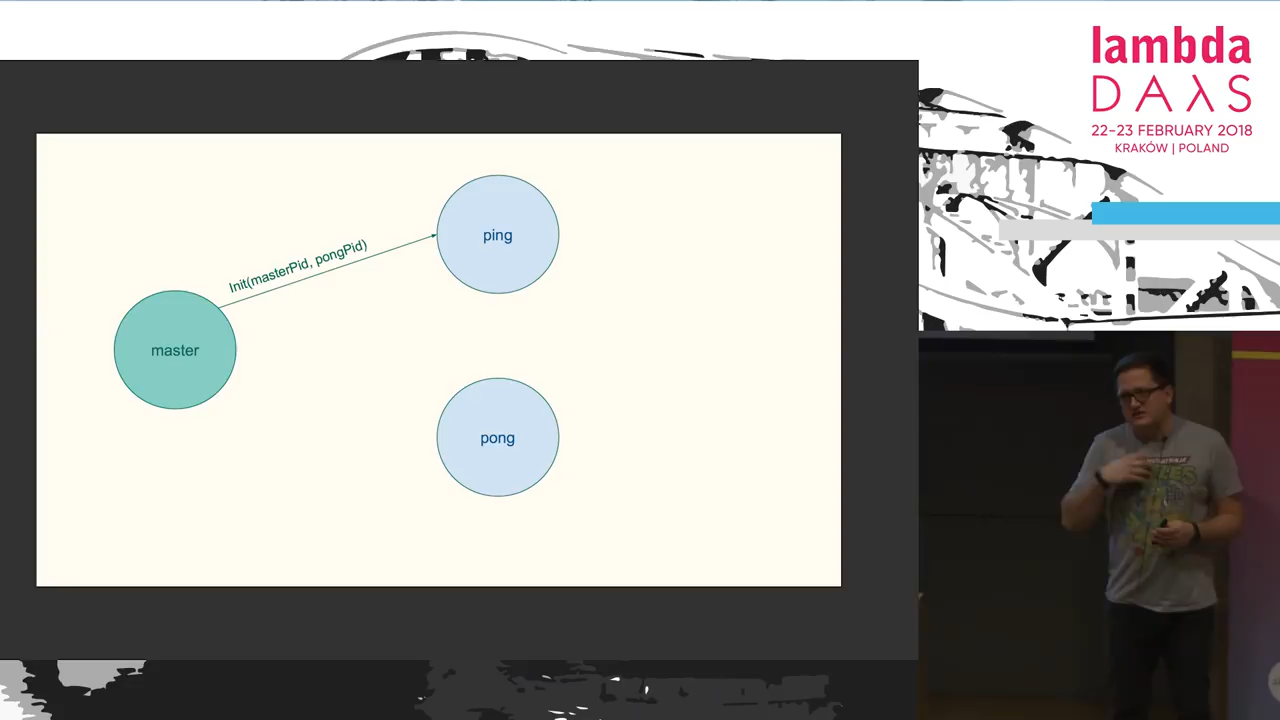 lambda
DAλS
22-23 FEBRUARY 2018
KRAKÓW | POLAND
ping
Init(masterPid, pongPid)
master
pong